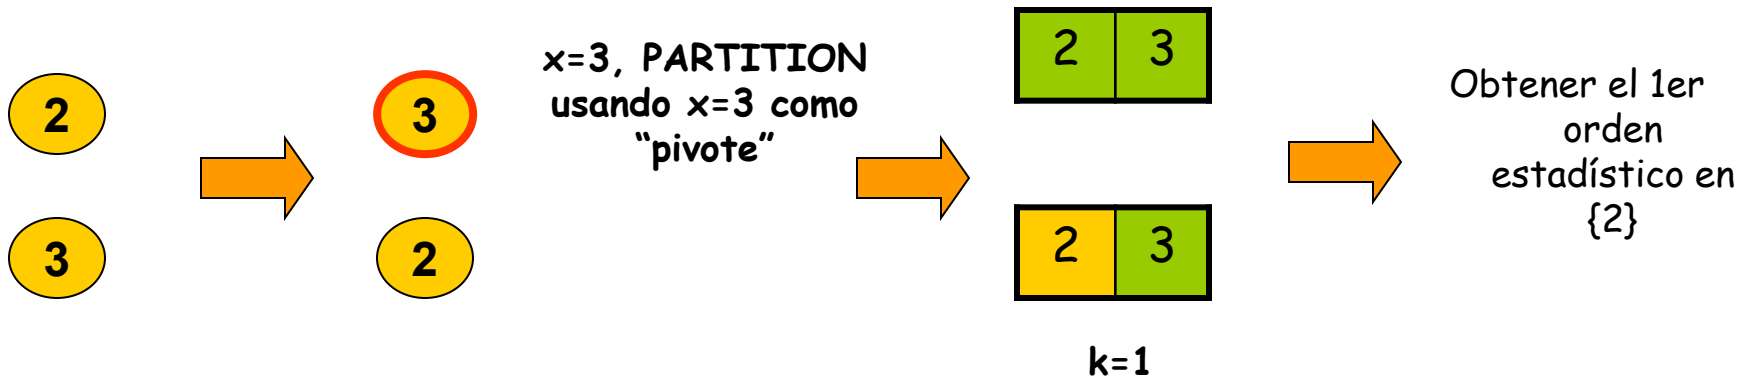 2
3
3
2
x=3, PARTITION
usando x=3 como
“pivote”
2 3
2 3
k=1
Obtener el 1er
orden
estadístico en
{2}